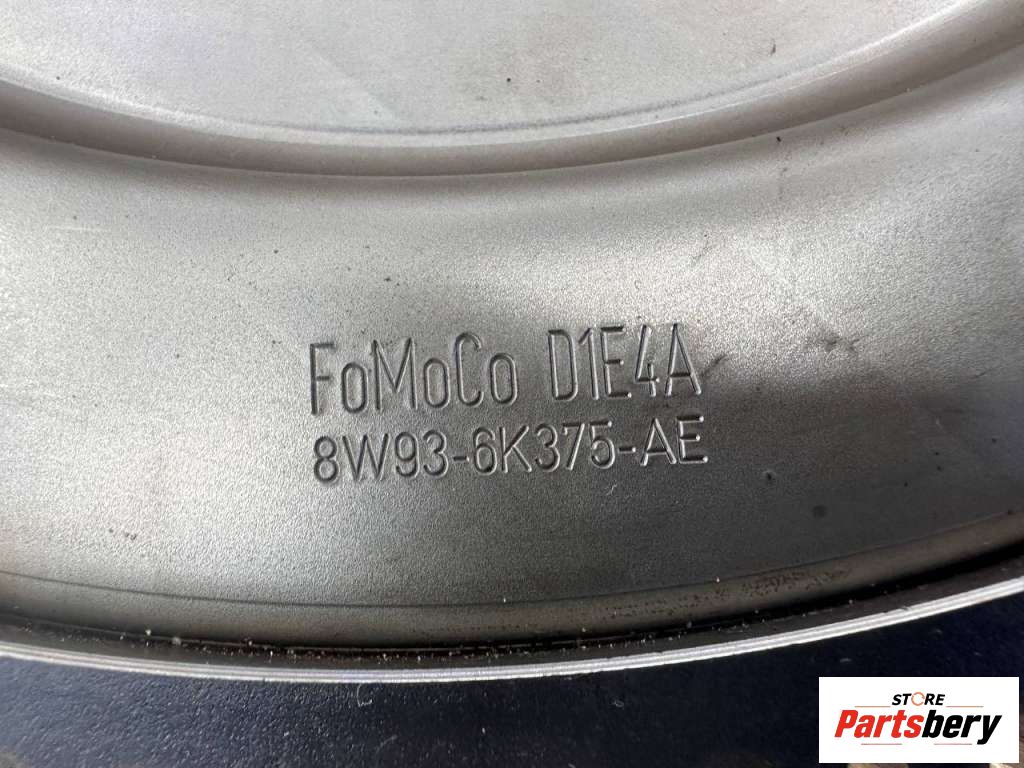 FoMoCo D1E4A
8W93-6K375-AE
STORE
Partsbery